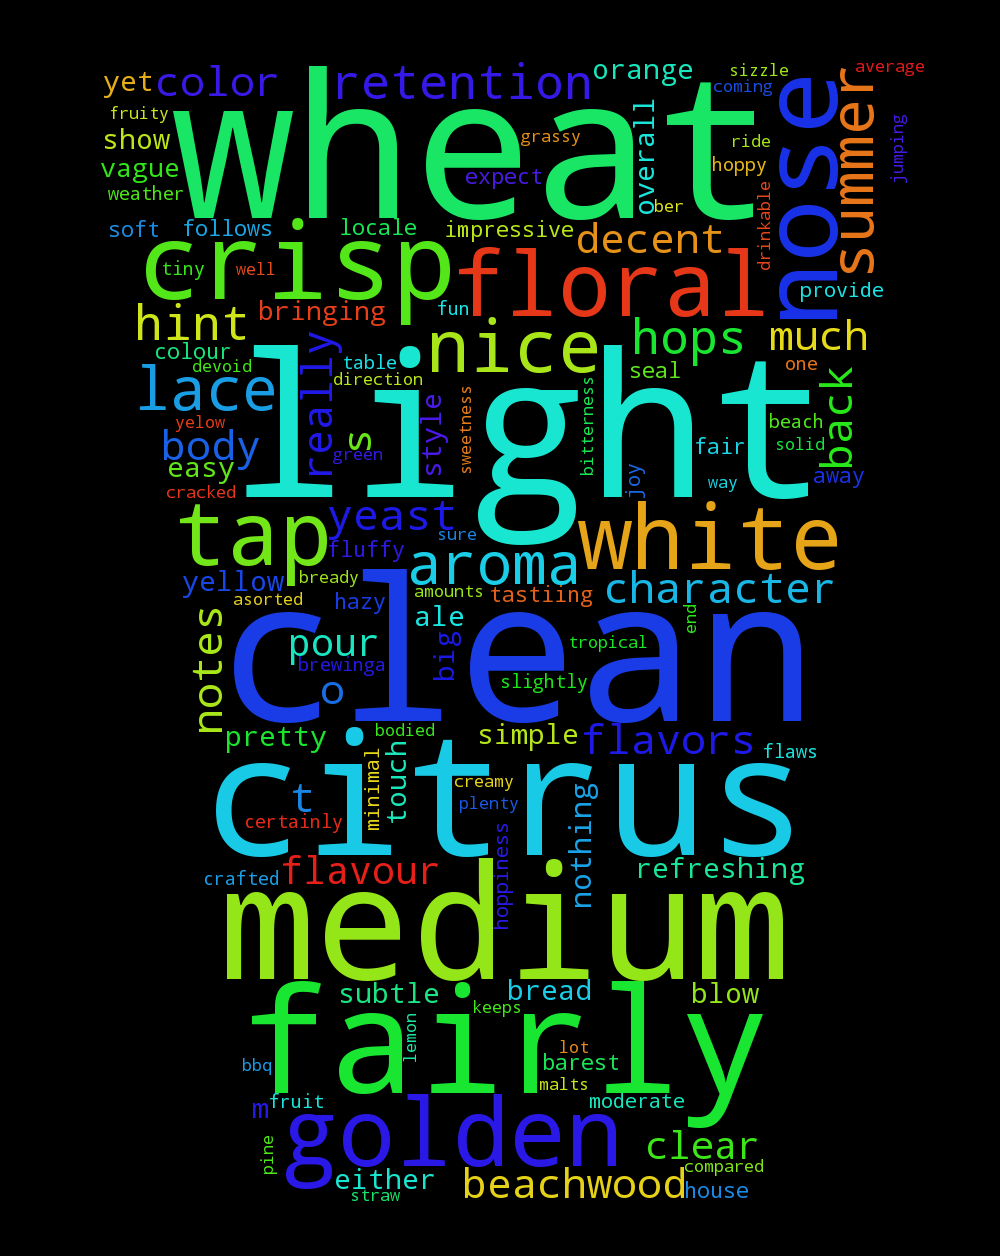 yet color retention orange sizzle average
coming
fruity wheat nose summer
show grassy overall ride jumping
vague expect hoppy
weather ber drinkable
soft follows locale impressive decent
crisp floral
tiny well
provide
hint bringing fun
nice hops much
colour really table seal one
devoid direction
lace light back
style sweetness bitterness
yelow beach
body s green fair solid
easy joy away
cracked way
tap yeast white
sure
fluffy aroma
yellow bready character
asorted hazy amounts tastiing
notes clean ale end
pour big tropical
brewinga
o slightly
pretty bodied simple flavors flaws
citrus
minimal touch creamy
t plenty nothing
certainly
crafted flavour hoppiness refreshing
medium
subtle bread blow
fairly keeps
lemon lot
bbq barest
malts
m fruit moderate
golden
pine clear
either compared
straw beachwood house